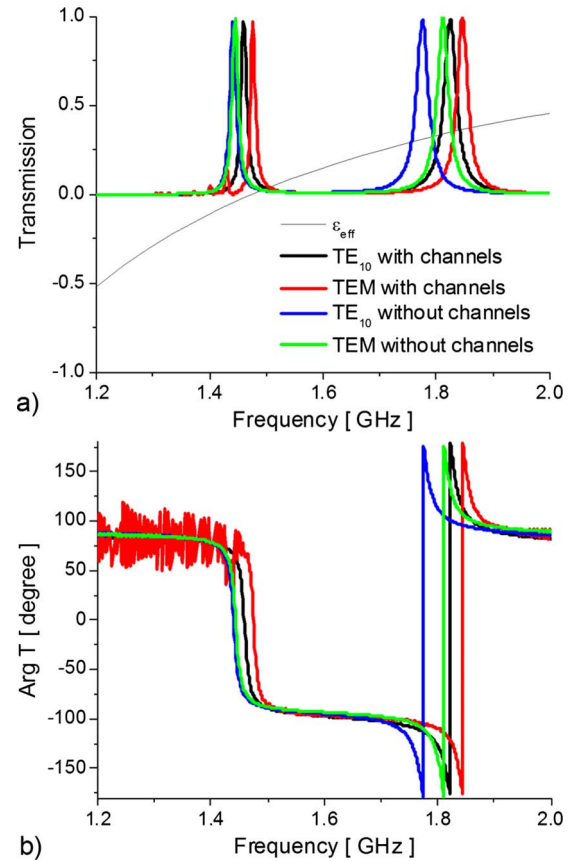 1.0
0.5
0.0
-0.5
-1.0
Transmission
ε_eff
TE₁₀ with channels
TEM with channels
TE₁₀ without channels
TEM without channels
1.2 1.4 1.6 1.8 2.0
Frequency [ GHz ]
a)
150
100
50
0
-50
-100
-150
Arg T [ degree ]
1.2 1.4 1.6 1.8 2.0
Frequency [ GHz ]
b)